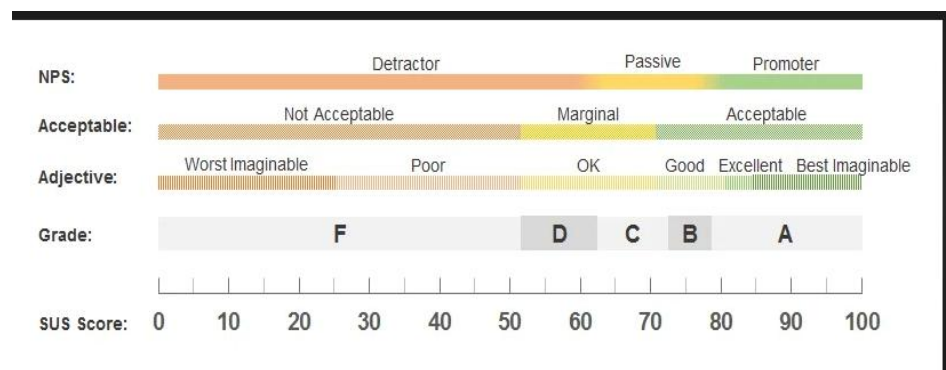 NPS: Detractor Passive Promoter
Acceptable: Not Acceptable Marginal Acceptable
Adjective: Worst Imaginable Poor OK Good Excellent Best Imaginable
Grade: F D C B A
SUS Score: 0 10 20 30 40 50 60 70 80 90 100